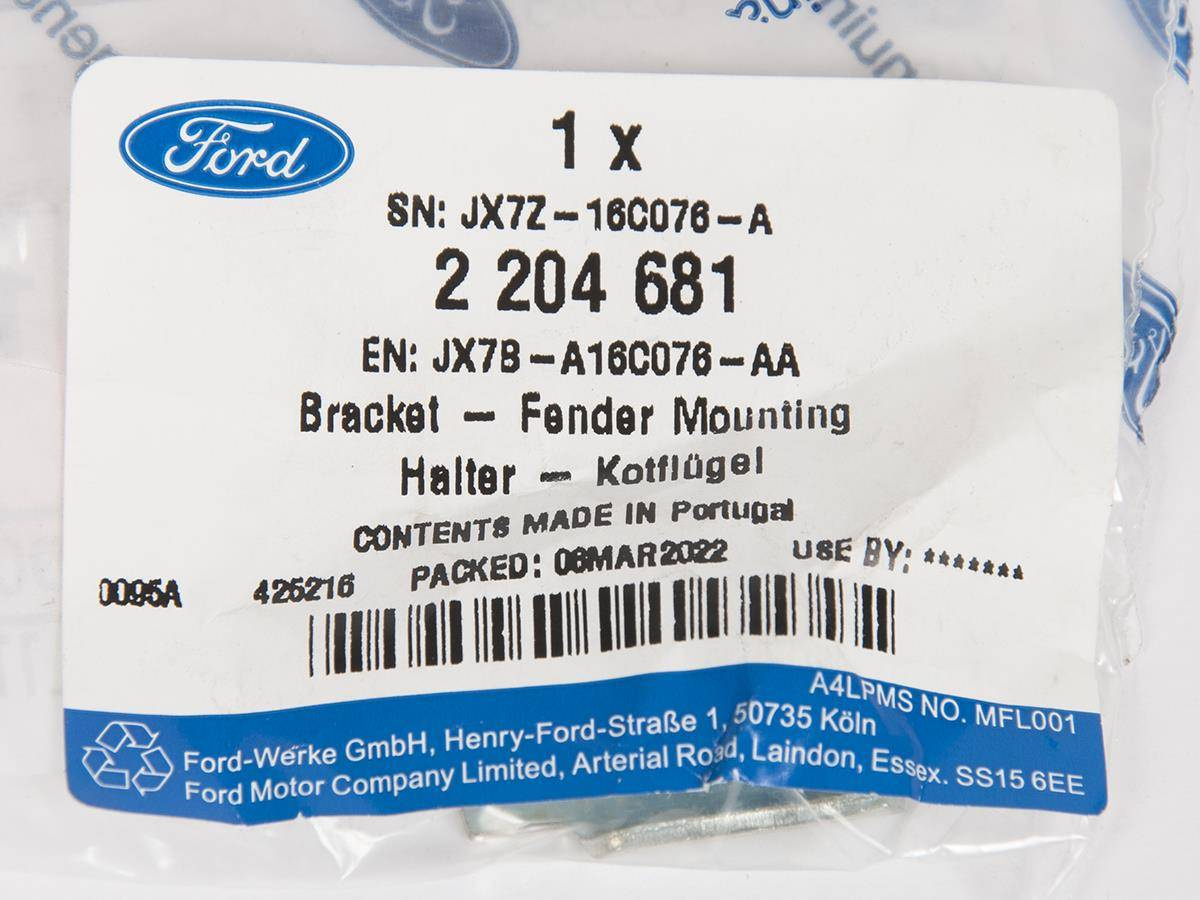 Ford
1 x
SN: JX7Z-16C076-A
2 204 681
EN: JX7B-A16C076-AA
Bracket - Fender Mounting
Halter - Kotflügel
CONTENTS MADE IN Portugal
PACKED: 08MAR2022 USE BY: *******
0095A 425216
A4LPMS NO. MFL001
Ford-Werke GmbH, Henry-Ford-Straße 1, 50735 Köln
Ford Motor Company Limited, Arterial Road, Laindon, Essex. SS15 6EE